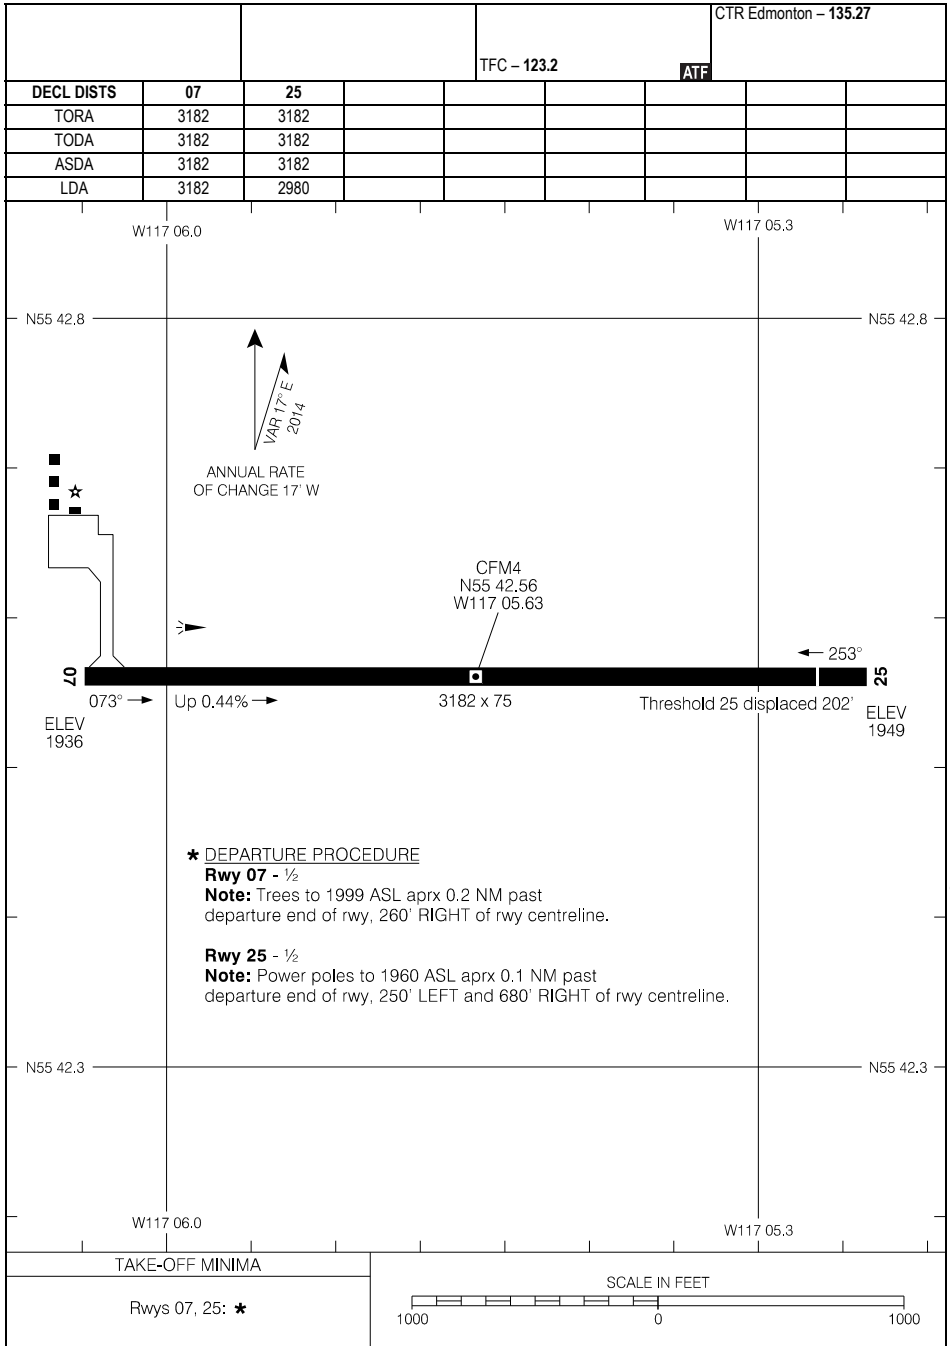 CTR Edmonton – 135.27
TFC – 123.2
ATF
DECL DISTS 07 25
TORA 3182 3182
TODA 3182 3182
ASDA 3182 3182
LDA 3182 2980
W117 06.0
W117 05.3
N55 42.8
N55 42.8
VAR 17° E
2014
ANNUAL RATE
OF CHANGE 17' W
CFM4
N55 42.56
W117 05.63
← 253°
07
25
073° →
Up 0.44% →
3182 x 75
Threshold 25 displaced 202'
ELEV
1936
ELEV
1949
* DEPARTURE PROCEDURE
Rwy 07 - ½
Note: Trees to 1999 ASL aprx 0.2 NM past
departure end of rwy, 260' RIGHT of rwy centreline.
Rwy 25 - ½
Note: Power poles to 1960 ASL aprx 0.1 NM past
departure end of rwy, 250' LEFT and 680' RIGHT of rwy centreline.
N55 42.3
N55 42.3
W117 06.0
W117 05.3
TAKE-OFF MINIMA
Rwys 07, 25: *
SCALE IN FEET
1000 0 1000